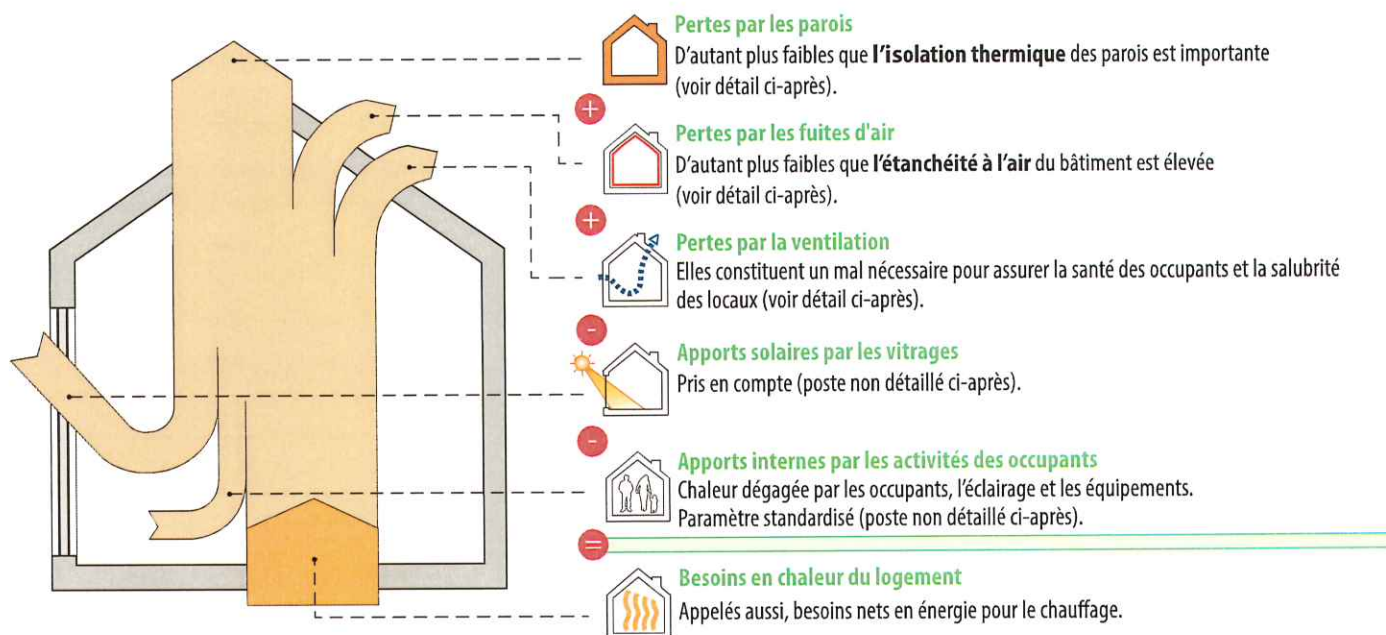 Pertes par les parois
D'autant plus faibles que l'isolation thermique des parois est importante
(voir détail ci-après).
+
Pertes par les fuites d'air
D'autant plus faibles que l'étanchéité à l'air du bâtiment est élevée
(voir détail ci-après).
+
Pertes par la ventilation
Elles constituent un mal nécessaire pour assurer la santé des occupants et la salubrité
des locaux (voir détail ci-après).
-
Apports solaires par les vitrages
Pris en compte (poste non détaillé ci-après).
-
Apports internes par les activités des occupants
Chaleur dégagée par les occupants, l'éclairage et les équipements.
Paramètre standardisé (poste non détaillé ci-après).
=
Besoins en chaleur du logement
Appelés aussi, besoins nets en énergie pour le chauffage.